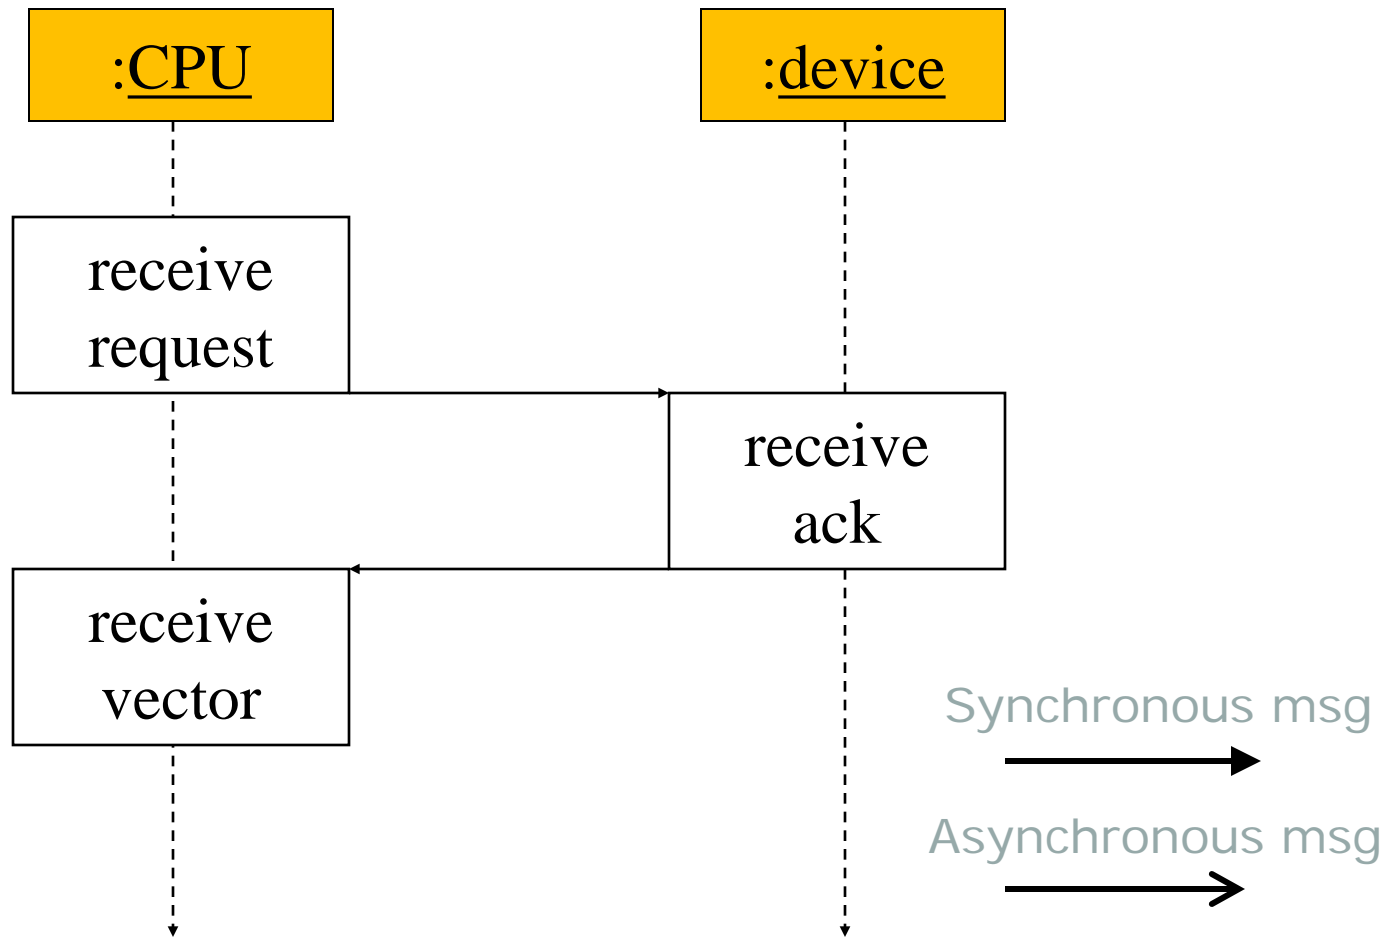 :CPU
:device
receive
request
receive
ack
receive
vector
Synchronous msg
Asynchronous msg